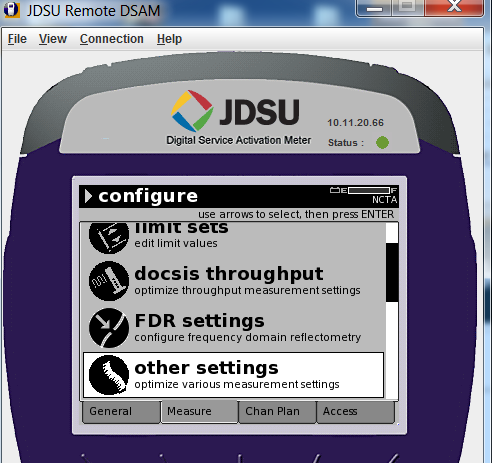 JDSU Remote DSAM
File View Connection Help
JDSU
Digital Service Activation Meter
10.11.20.66
Status :
configure
E F
NCTA
use arrows to select, then press ENTER
limit sets
edit limit values
docsis throughput
optimize throughput measurement settings
FDR settings
configure frequency domain reflectometry
other settings
optimize various measurement settings
General Measure Chan Plan Access